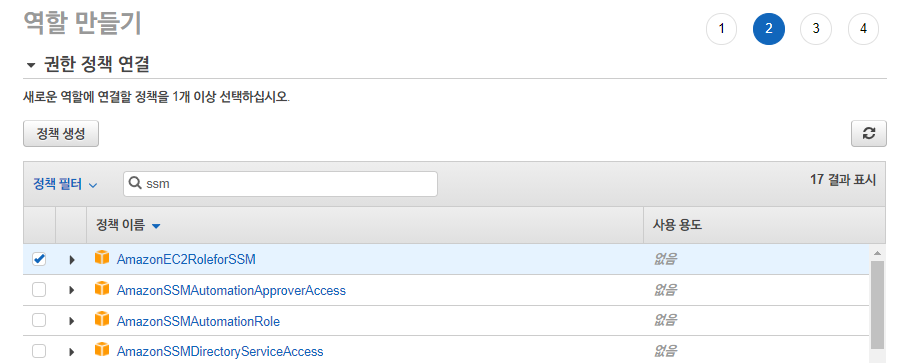 역할 만들기
1 2 3 4
권한 정책 연결
새로운 역할에 연결할 정책을 1개 이상 선택하십시오.
정책 생성
정책 필터 ssm 17 결과 표시
정책 이름 사용 용도
AmazonEC2RoleforSSM 없음
AmazonSSMAutomationApproverAccess 없음
AmazonSSMAutomationRole 없음
AmazonSSMDirectoryServiceAccess 없음